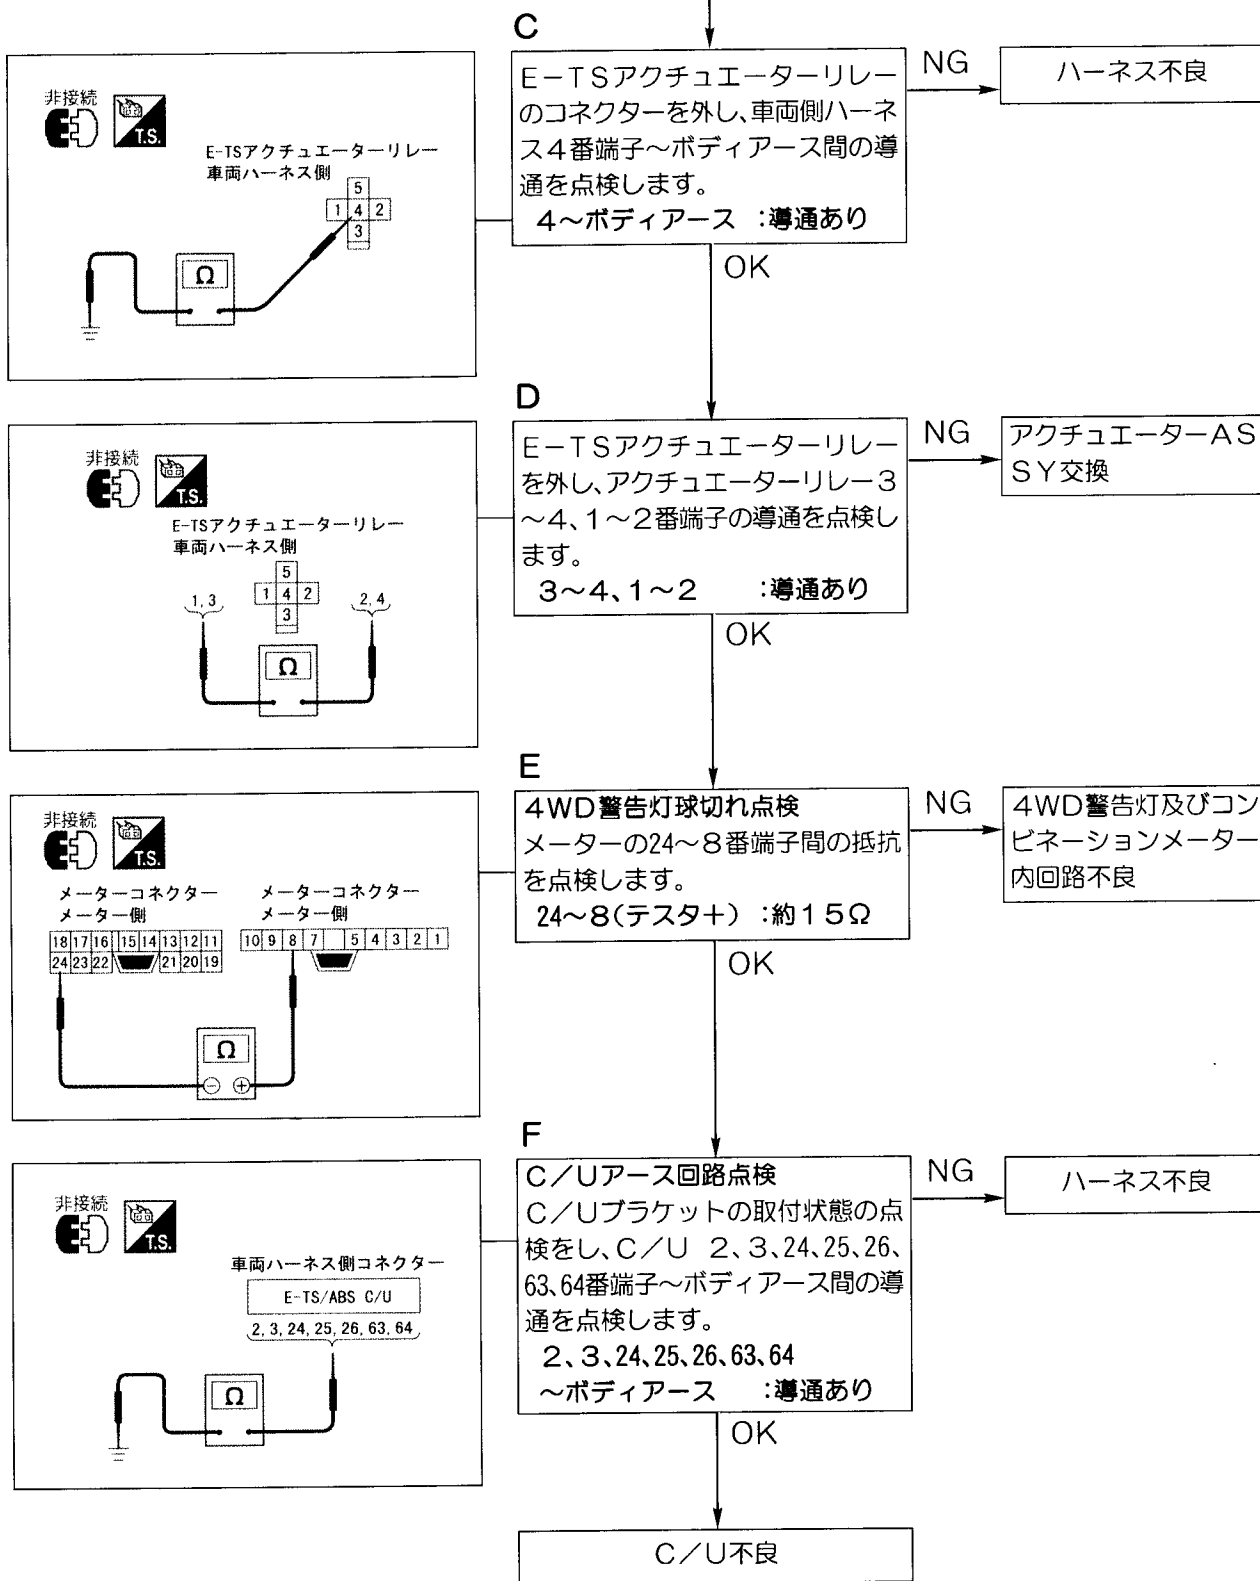 C
非接続
T.S.
E-TSアクチュエーターリレー
車両ハーネス側
5
1 4 2
3
Ω
E-TSアクチュエーターリレー
のコネクターを外し、車両側ハーネ
ス4番端子~ボディアース間の導
通を点検します。
4~ボディアース :導通あり
NG
ハーネス不良
OK
D
非接続
T.S.
E-TSアクチュエーターリレー
車両ハーネス側
5
1 4 2
3
1, 3
2, 4
Ω
E-TSアクチュエーターリレー
を外し、アクチュエーターリレー3
~4、1~2番端子の導通を点検し
ます。
3~4、1~2 :導通あり
NG
アクチュエーターAS
SY交換
OK
E
非接続
T.S.
メーターコネクター
メーター側
18 17 16 15 14 13 12 11
24 23 22 21 20 19
メーターコネクター
メーター側
10 9 8 7 5 4 3 2 1
Ω
⊖ ⊕
4WD警告灯球切れ点検
メーターの24~8番端子間の抵抗
を点検します。
24~8(テスタ+) :約15Ω
NG
4WD警告灯及びコン
ビネーションメーター
内回路不良
OK
F
非接続
T.S.
車両ハーネス側コネクター
E-TS/ABS C/U
2, 3, 24, 25, 26, 63, 64
Ω
C/Uアース回路点検
C/Uブラケットの取付状態の点
検をし、C/U 2、3、24、25、26、
63、64番端子~ボディアース間の導
通を点検します。
2、3、24、25、26、63、64
~ボディアース :導通あり
NG
ハーネス不良
OK
C/U不良